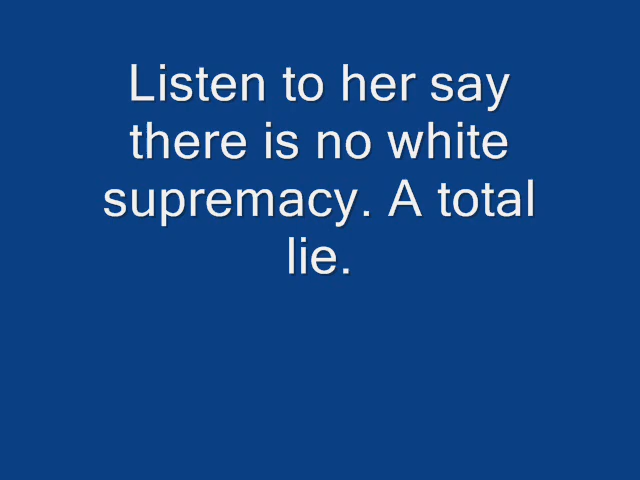 Listen to her say
there is no white
supremacy. A total
lie.